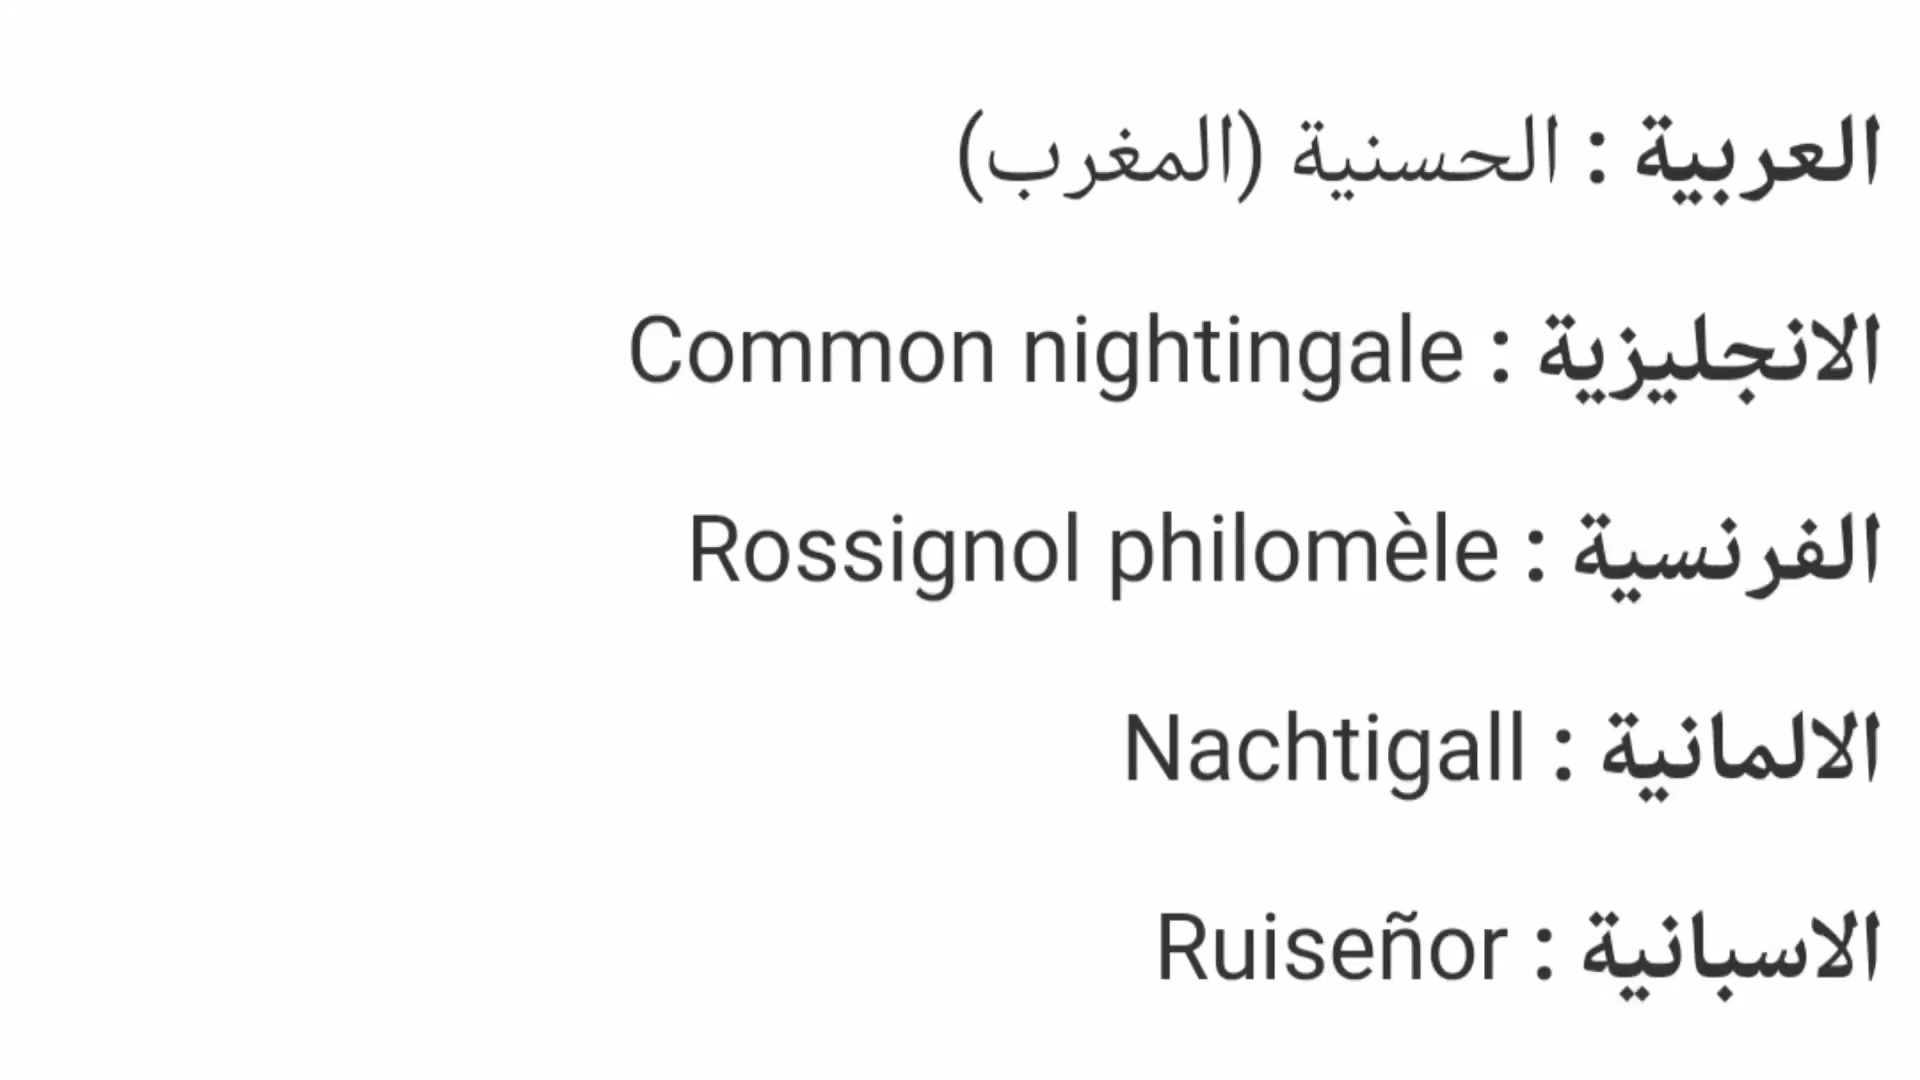 العربية : الحسنية (المغرب)
الانجليزية : Common nightingale
الفرنسية : Rossignol philomèle
الالمانية : Nachtigall
الاسبانية : Ruiseñor